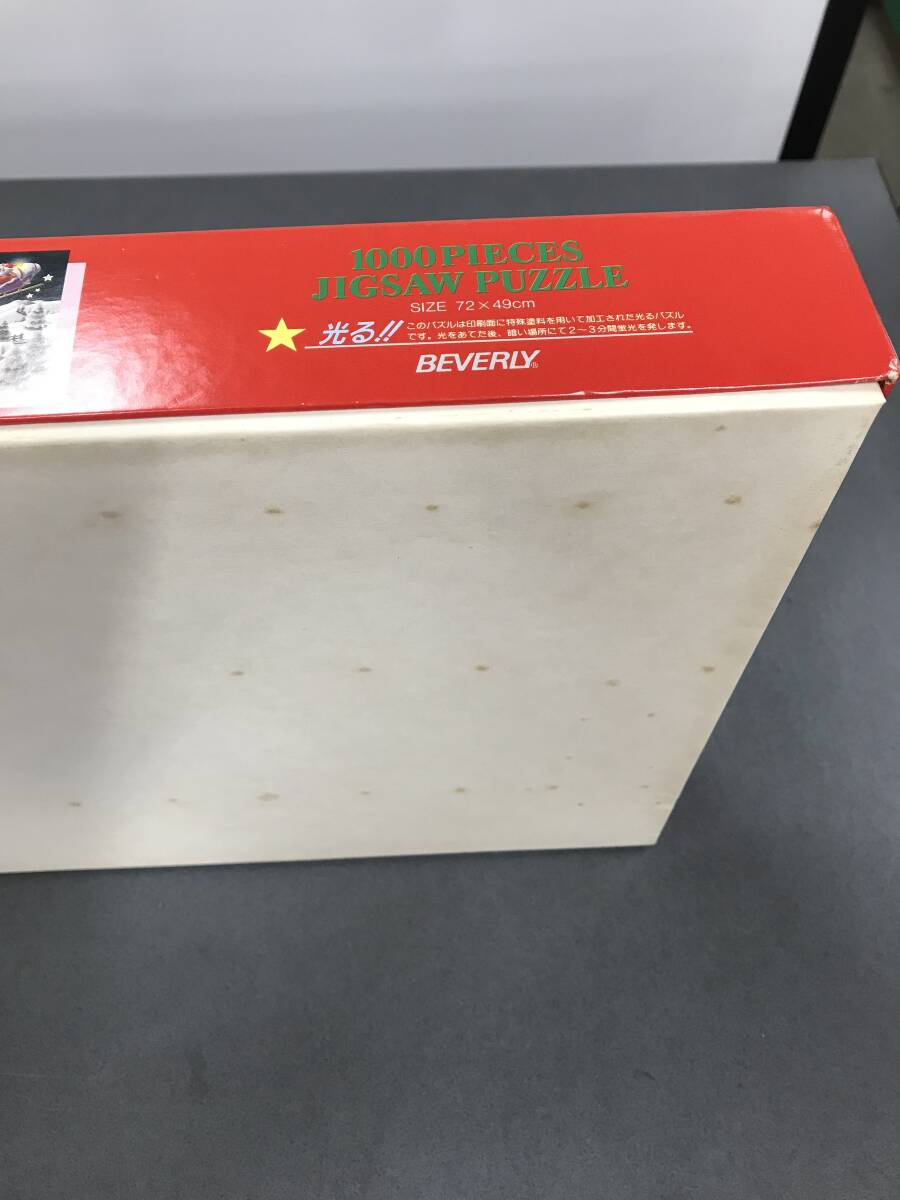 1000PIECES
JIGSAW PUZZLE
SIZE 72×49cm
光る!! このパズルは印刷面に特殊塗料を用いて加工された光るパズル
です。光をあてた後、暗い場所にて2〜3分間蛍光を発します。
BEVERLY®